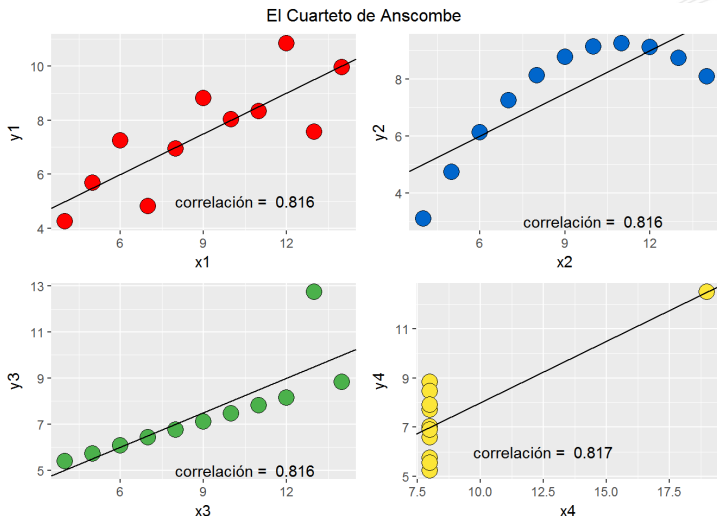 El Cuarteto de Anscombe
10
8
6
4
y1
correlación = 0.816
6
9
12
x1
8
6
4
y2
correlación = 0.816
6
9
12
x2
13
11
9
7
5
y3
correlación = 0.816
6
9
12
x3
11
9
7
5
y4
correlación = 0.817
7.5
10.0
12.5
15.0
17.5
x4